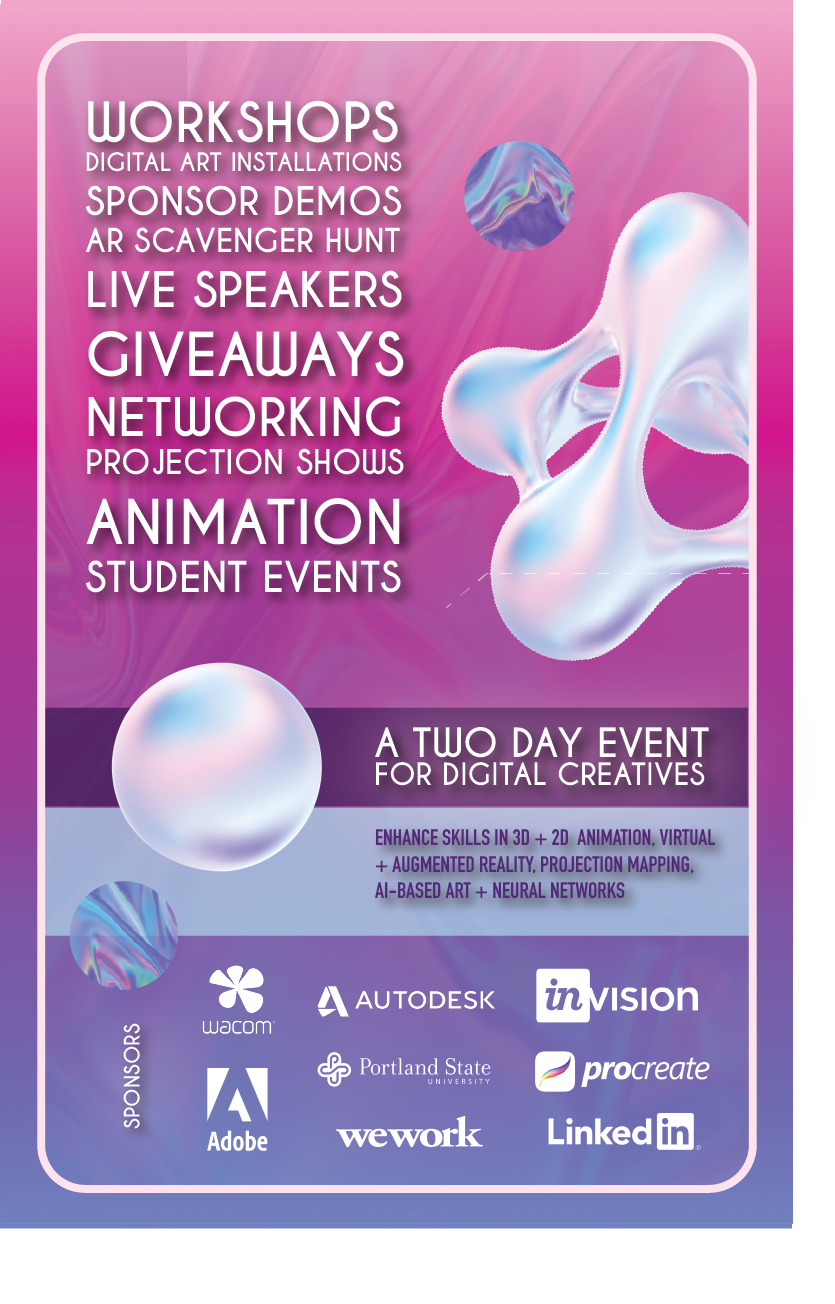 WORKSHOPS
DIGITAL ART INSTALLATIONS
SPONSOR DEMOS
AR SCAVENGER HUNT
LIVE SPEAKERS
GIVEAWAYS
NETWORKING
PROJECTION SHOWS
ANIMATION
STUDENT EVENTS
A TWO DAY EVENT
FOR DIGITAL CREATIVES
ENHANCE SKILLS IN 3D + 2D ANIMATION, VIRTUAL
+ AUGMENTED REALITY, PROJECTION MAPPING,
AI-BASED ART + NEURAL NETWORKS
SPONSORS
wacom
AUTODESK
inVISION
Portland State
UNIVERSITY
procreate
Adobe
wework
Linked in